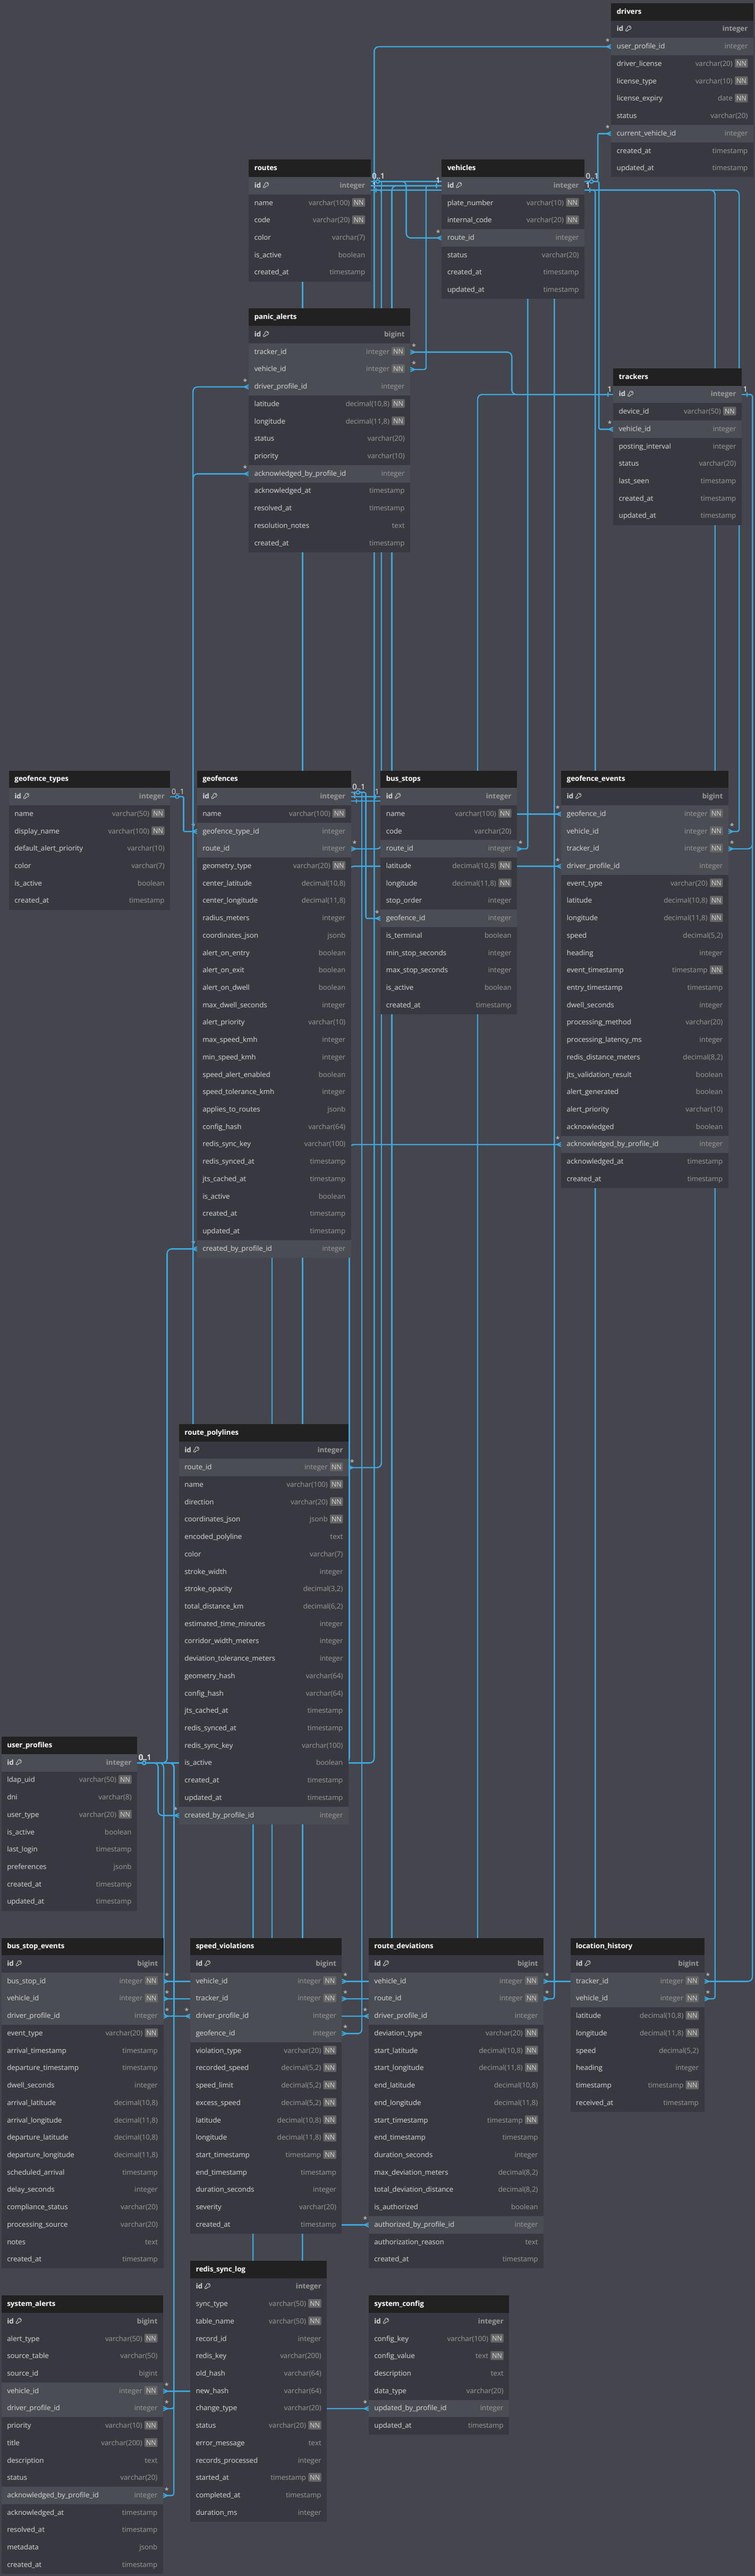 drivers
id integer
user_profile_id integer
driver_license varchar(20) NN
license_type varchar(10) NN
license_expiry date NN
status varchar(20)
current_vehicle_id integer
created_at timestamp
updated_at timestamp
routes
id integer
name varchar(100) NN
code varchar(20) NN
color varchar(7)
is_active boolean
created_at timestamp
vehicles
id integer
plate_number varchar(10) NN
internal_code varchar(20) NN
route_id integer
status varchar(20)
created_at timestamp
updated_at timestamp
panic_alerts
id bigint
tracker_id integer NN
vehicle_id integer NN
driver_profile_id integer
latitude decimal(10,8) NN
longitude decimal(11,8) NN
status varchar(20)
priority varchar(10)
acknowledged_by_profile_id integer
acknowledged_at timestamp
resolved_at timestamp
resolution_notes text
created_at timestamp
trackers
id integer
device_id varchar(50) NN
vehicle_id integer
posting_interval integer
status varchar(20)
last_seen timestamp
created_at timestamp
updated_at timestamp
geofence_types
id integer
name varchar(50) NN
display_name varchar(100) NN
default_alert_priority varchar(10)
color varchar(7)
is_active boolean
created_at timestamp
geofences
id integer
name varchar(100) NN
geofence_type_id integer
route_id integer
geometry_type varchar(20) NN
center_latitude decimal(10,8)
center_longitude decimal(11,8)
radius_meters integer
coordinates_json jsonb
alert_on_entry boolean
alert_on_exit boolean
alert_on_dwell boolean
max_dwell_seconds integer
alert_priority varchar(10)
max_speed_kmh integer
min_speed_kmh integer
speed_alert_enabled boolean
speed_tolerance_kmh integer
applies_to_routes jsonb
config_hash varchar(64)
redis_sync_key varchar(100)
redis_synced_at timestamp
jts_cached_at timestamp
is_active boolean
created_at timestamp
updated_at timestamp
created_by_profile_id integer
bus_stops
id integer
name varchar(100) NN
code varchar(20)
route_id integer
latitude decimal(10,8) NN
longitude decimal(11,8) NN
stop_order integer
geofence_id integer
is_terminal boolean
min_stop_seconds integer
max_stop_seconds integer
is_active boolean
created_at timestamp
geofence_events
id bigint
geofence_id integer NN
vehicle_id integer NN
tracker_id integer NN
driver_profile_id integer
event_type varchar(20) NN
latitude decimal(10,8) NN
longitude decimal(11,8) NN
speed decimal(5,2)
heading integer
event_timestamp timestamp NN
entry_timestamp timestamp
dwell_seconds integer
processing_method varchar(20)
processing_latency_ms integer
redis_distance_meters decimal(8,2)
jts_validation_result boolean
alert_generated boolean
alert_priority varchar(10)
acknowledged boolean
acknowledged_by_profile_id integer
acknowledged_at timestamp
created_at timestamp
route_polylines
id integer
route_id integer NN
name varchar(100) NN
direction varchar(20) NN
coordinates_json jsonb NN
encoded_polyline text
color varchar(7)
stroke_width integer
stroke_opacity decimal(3,2)
total_distance_km decimal(6,2)
estimated_time_minutes integer
corridor_width_meters integer
deviation_tolerance_meters integer
geometry_hash varchar(64)
config_hash varchar(64)
jts_cached_at timestamp
redis_synced_at timestamp
redis_sync_key varchar(100)
is_active boolean
created_at timestamp
updated_at timestamp
created_by_profile_id integer
user_profiles
id integer
ldap_uid varchar(50) NN
dni varchar(8)
user_type varchar(20) NN
is_active boolean
last_login timestamp
preferences jsonb
created_at timestamp
updated_at timestamp
bus_stop_events
id bigint
bus_stop_id integer NN
vehicle_id integer NN
driver_profile_id integer
event_type varchar(20) NN
arrival_timestamp timestamp
departure_timestamp timestamp
dwell_seconds integer
arrival_latitude decimal(10,8)
arrival_longitude decimal(11,8)
departure_latitude decimal(10,8)
departure_longitude decimal(11,8)
scheduled_arrival timestamp
delay_seconds integer
compliance_status varchar(20)
processing_source varchar(20)
notes text
created_at timestamp
speed_violations
id bigint
vehicle_id integer NN
tracker_id integer NN
driver_profile_id integer
geofence_id integer NN
violation_type varchar(20) NN
recorded_speed decimal(5,2) NN
speed_limit decimal(5,2) NN
excess_speed decimal(5,2) NN
latitude decimal(10,8) NN
longitude decimal(11,8) NN
start_timestamp timestamp NN
end_timestamp timestamp
duration_seconds integer
severity varchar(20)
created_at timestamp
route_deviations
id bigint
vehicle_id integer NN
route_id integer NN
driver_profile_id integer
deviation_type varchar(20) NN
start_latitude decimal(10,8) NN
start_longitude decimal(11,8) NN
end_latitude decimal(10,8)
end_longitude decimal(11,8)
start_timestamp timestamp NN
end_timestamp timestamp
duration_seconds integer
max_deviation_meters decimal(8,2)
total_deviation_distance decimal(8,2)
is_authorized boolean
authorized_by_profile_id integer
authorization_reason text
created_at timestamp
location_history
id bigint
tracker_id integer NN
vehicle_id integer NN
latitude decimal(10,8) NN
longitude decimal(11,8) NN
speed decimal(5,2)
heading integer
timestamp timestamp NN
received_at timestamp
system_alerts
id bigint
alert_type varchar(50) NN
source_table varchar(50)
source_id bigint
vehicle_id integer NN
driver_profile_id integer
priority varchar(10) NN
title varchar(200) NN
description text
status varchar(20)
acknowledged_by_profile_id integer
acknowledged_at timestamp
resolved_at timestamp
metadata jsonb
created_at timestamp
redis_sync_log
id integer
sync_type varchar(50) NN
table_name varchar(50) NN
record_id integer
redis_key varchar(200)
old_hash varchar(64)
new_hash varchar(64)
change_type varchar(20)
status varchar(20) NN
error_message text
records_processed integer
started_at timestamp NN
completed_at timestamp
duration_ms integer
system_config
id integer
config_key varchar(100) NN
config_value text NN
description text
data_type varchar(20)
updated_by_profile_id integer
updated_at timestamp